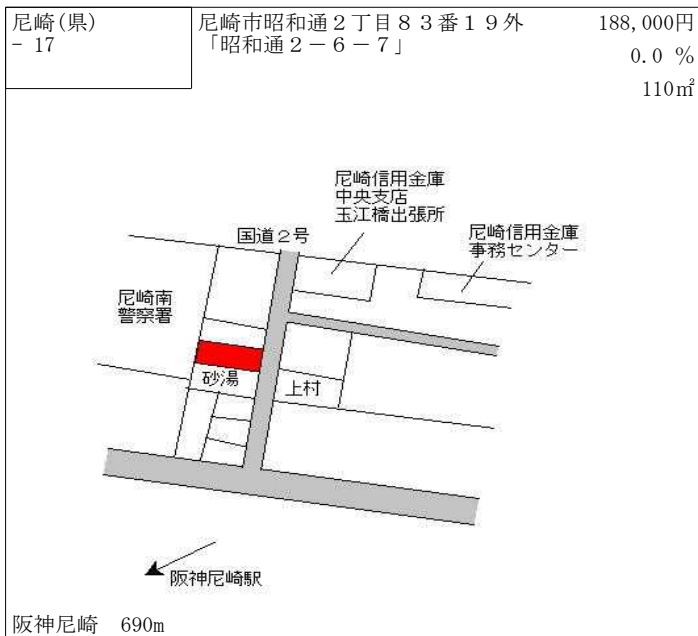 尼崎(県)
- 17
尼崎市昭和通２丁目８３番１９外
「昭和通２－６－７」
188,000円
0.0 %
110㎡
尼崎信用金庫
中央支店
玉江橋出張所
国道２号
尼崎信用金庫
事務センター
尼崎南
警察署
砂湯
上村
阪神尼崎駅
阪神尼崎　690m